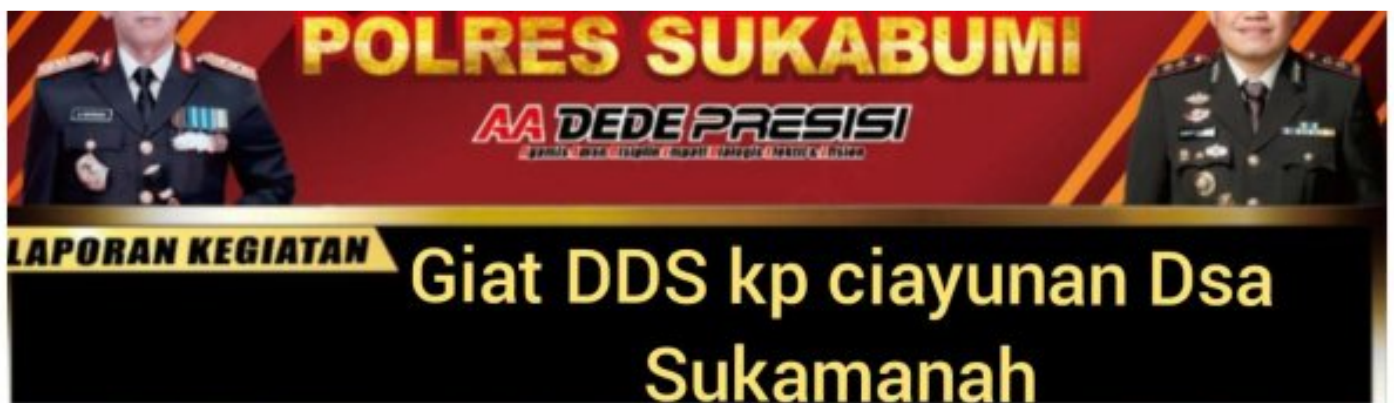 POLRES SUKABUMI
AA DEDE PRESISI
LAPORAN KEGIATAN
Giat DDS kp ciayunan Dsa
Sukamanah